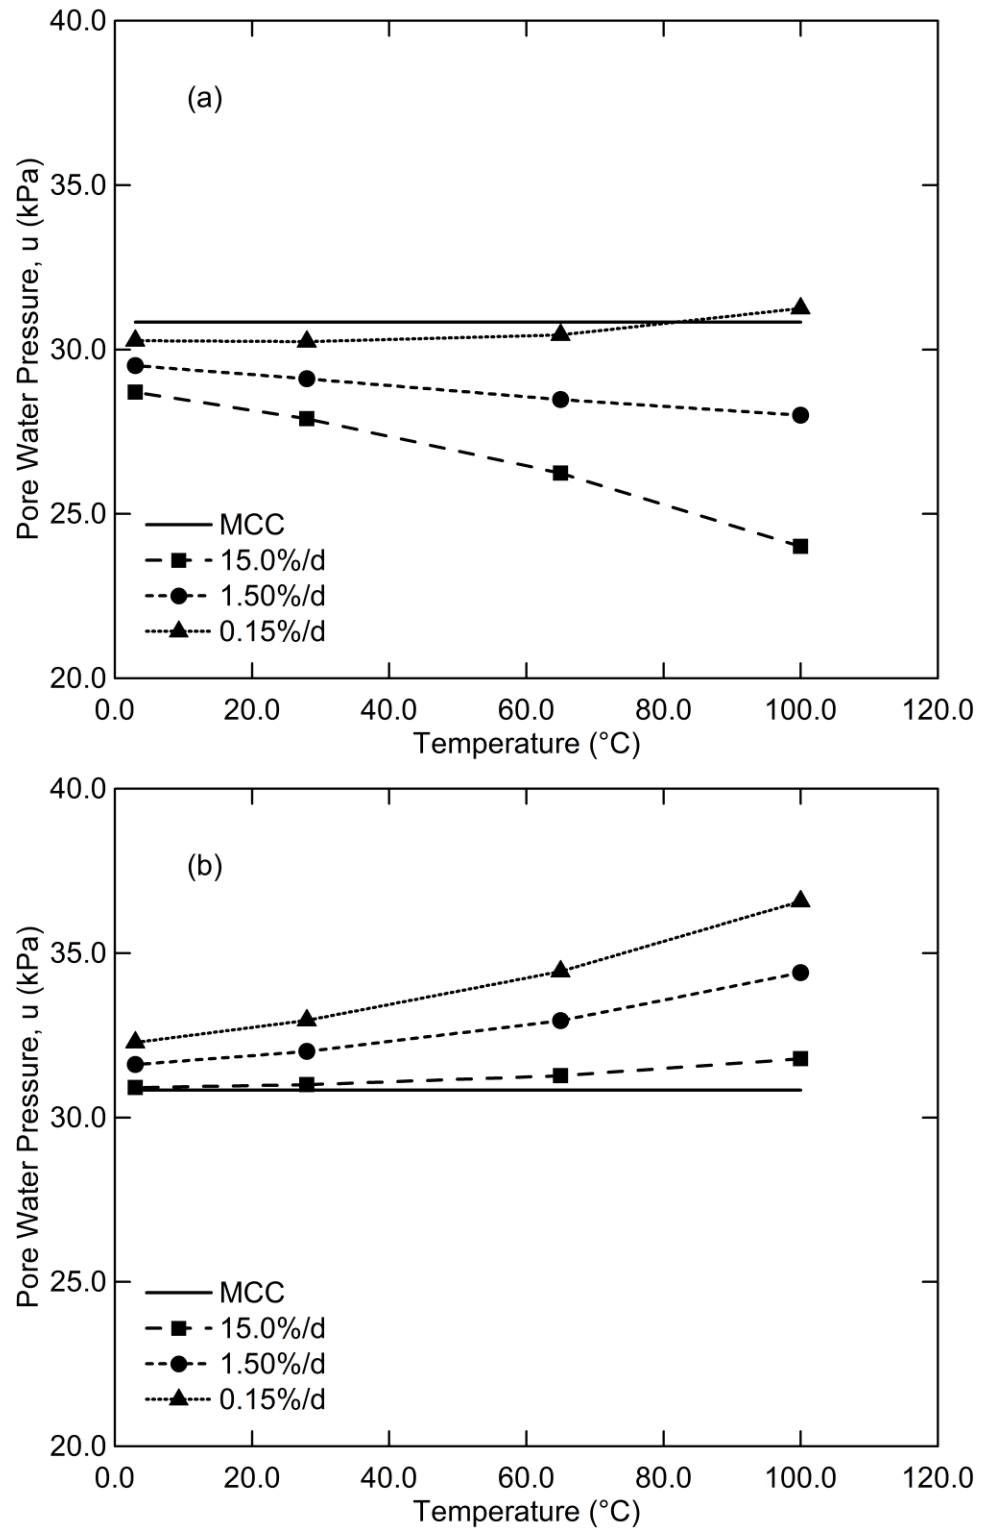 40.0
(a)
35.0
Pore Water Pressure, u (kPa)
30.0
25.0
MCC
15.0%/d
1.50%/d
0.15%/d
20.0
0.0 20.0 40.0 60.0 80.0 100.0 120.0
Temperature (°C)
40.0
(b)
35.0
Pore Water Pressure, u (kPa)
30.0
25.0
MCC
15.0%/d
1.50%/d
0.15%/d
20.0
0.0 20.0 40.0 60.0 80.0 100.0 120.0
Temperature (°C)